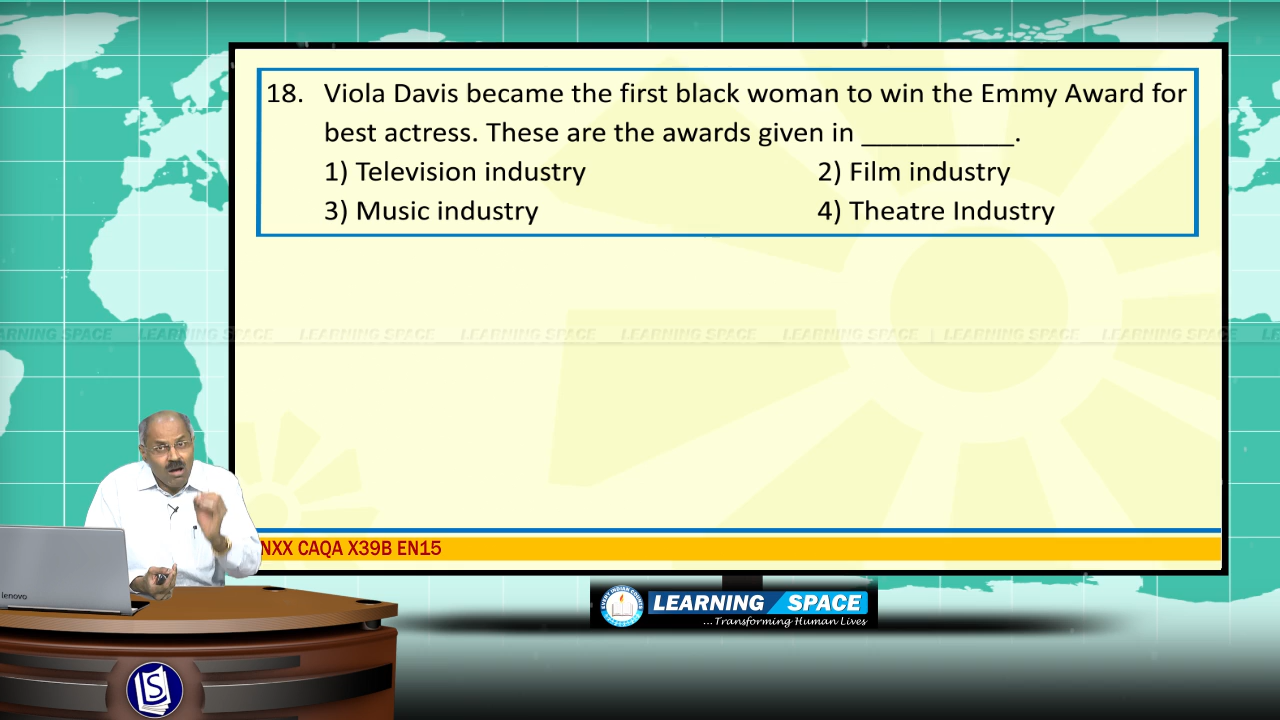 18. Viola Davis became the first black woman to win the Emmy Award for
best actress. These are the awards given in __________.
1) Television industry 2) Film industry
3) Music industry 4) Theatre Industry
LEARNING SPACE LEARNING SPACE LEARNING SPACE LEARNING SPACE LEARNING SPACE LEARNING SPACE LEARNING SPACE
NXX CAQA X39B EN15
lenovo
LEARNING SPACE
...Transforming Human Lives
LS